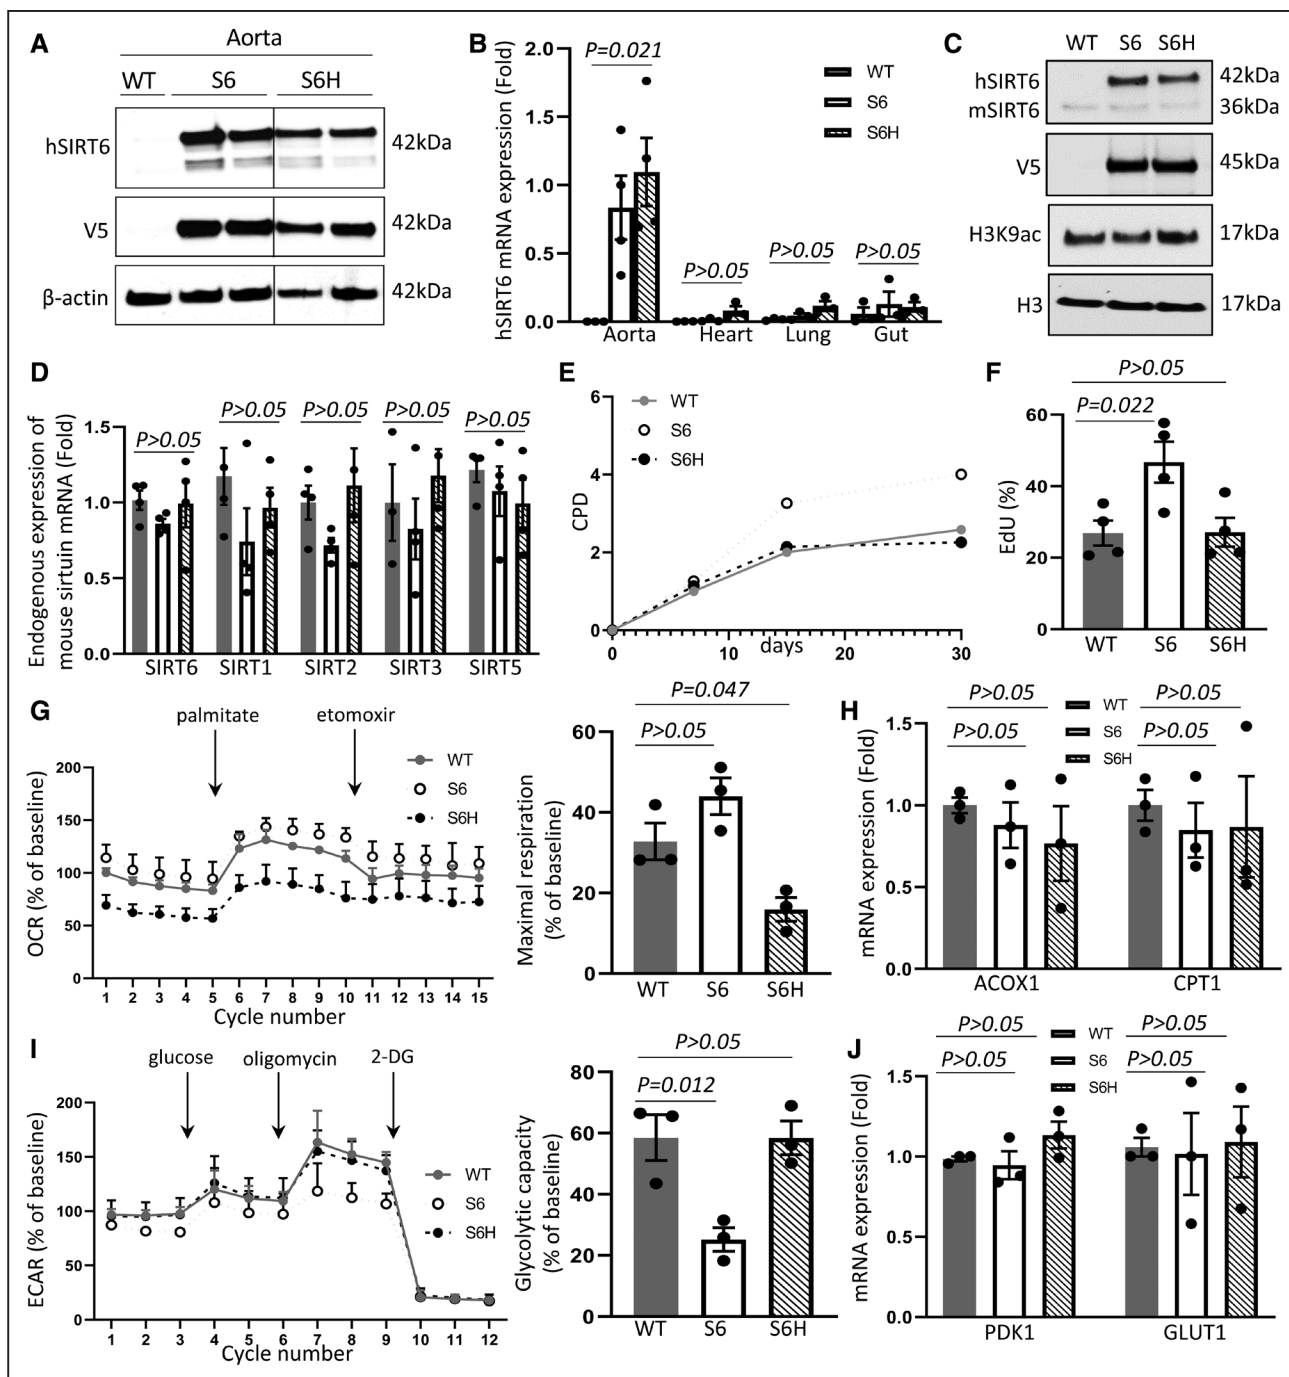 A
Aorta
WT S6 S6H
hSIRT6 42kDa
V5 42kDa
β-actin 42kDa
B
hSIRT6 mRNA expression (Fold)
2.0
1.5
1.0
0.5
0.0
P=0.021
P>0.05
P>0.05
P>0.05
WT
S6
S6H
Aorta Heart Lung Gut
C
WT S6 S6H
hSIRT6 42kDa
mSIRT6 36kDa
V5 45kDa
H3K9ac 17kDa
H3 17kDa
D
Endogenous expression of
mouse sirtuin mRNA (Fold)
1.5
1.0
0.5
0.0
P>0.05
P>0.05
P>0.05
P>0.05
P>0.05
SIRT6 SIRT1 SIRT2 SIRT3 SIRT5
E
CPD
6
4
2
0
WT
S6
S6H
0 10 20 30
days
F
EdU (%)
60
40
20
0
P>0.05
P=0.022
WT S6 S6H
G
palmitate etomoxir
OCR (% of baseline)
200
150
100
50
0
WT
S6
S6H
1 2 3 4 5 6 7 8 9 10 11 12 13 14 15
Cycle number
Maximal respiration
(% of baseline)
60
40
20
0
P=0.047
P>0.05
WT S6 S6H
H
mRNA expression (Fold)
1.5
1.0
0.5
0.0
P>0.05
P>0.05
P>0.05
P>0.05
WT
S6
S6H
ACOX1 CPT1
I
glucose oligomycin 2-DG
ECAR (% of baseline)
200
150
100
50
0
WT
S6
S6H
1 2 3 4 5 6 7 8 9 10 11 12
Cycle number
Glycolytic capacity
(% of baseline)
80
60
40
20
0
P>0.05
P=0.012
WT S6 S6H
J
mRNA expression (Fold)
1.5
1.0
0.5
0.0
P>0.05
P>0.05
P>0.05
P>0.05
WT
S6
S6H
PDK1 GLUT1